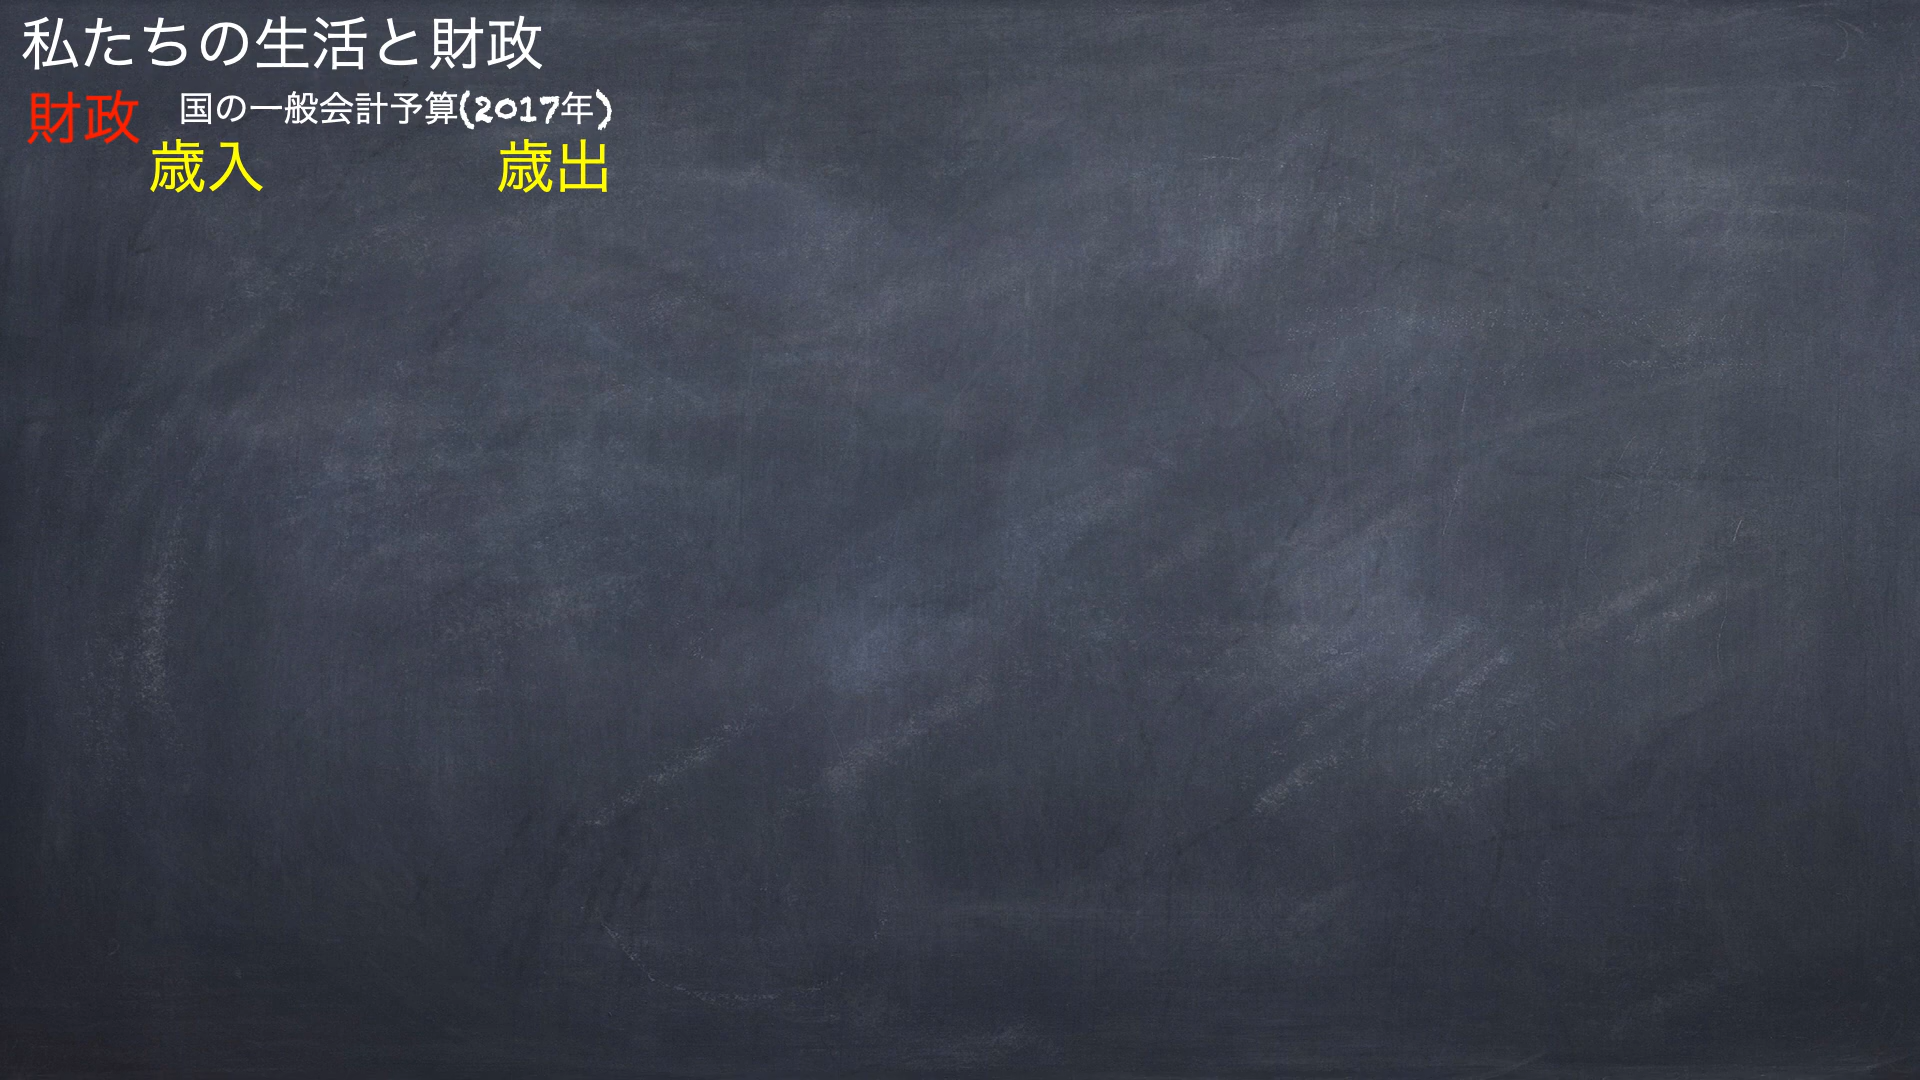 私たちの生活と財政
財政 国の一般会計予算(2017年)
歳入 歳出